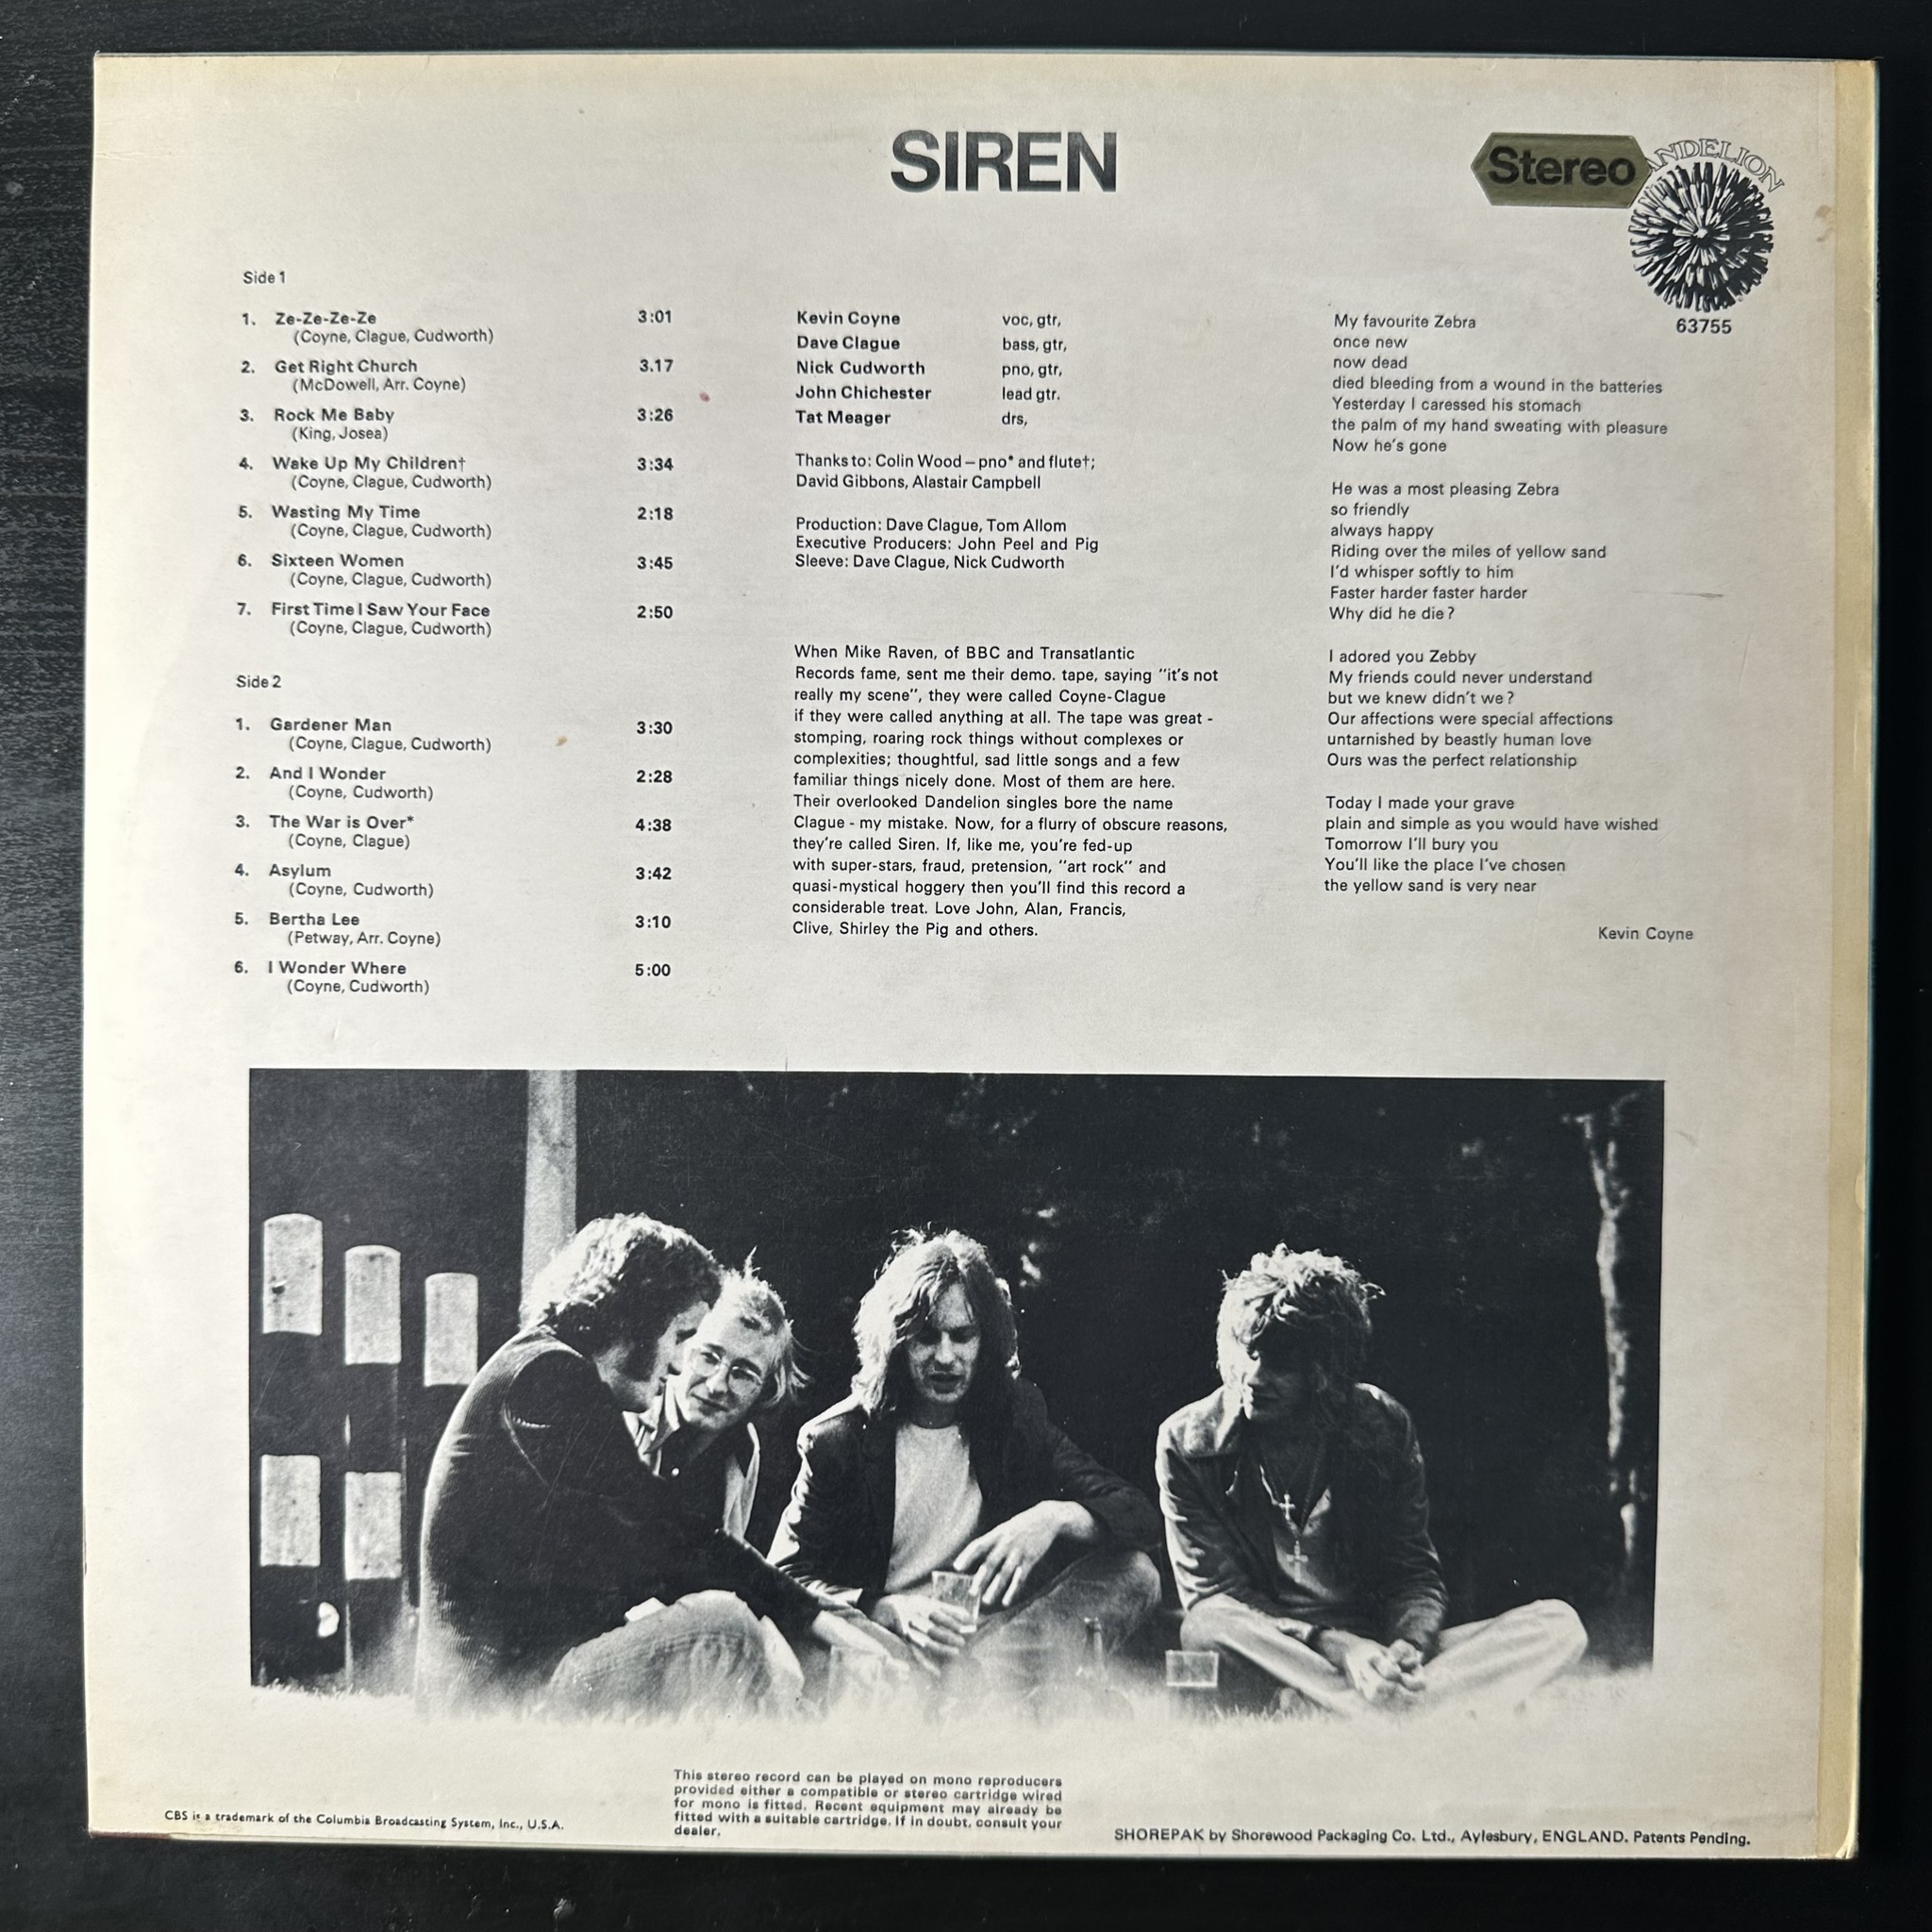 SIREN
Stereo
ANDELION
63755
Side 1
1. Ze-Ze-Ze-Ze 3:01
(Coyne, Clague, Cudworth)
2. Get Right Church 3.17
(McDowell, Arr. Coyne)
3. Rock Me Baby 3:26
(King, Josea)
4. Wake Up My Children† 3:34
(Coyne, Clague, Cudworth)
5. Wasting My Time 2:18
(Coyne, Clague, Cudworth)
6. Sixteen Women 3:45
(Coyne, Clague, Cudworth)
7. First Time I Saw Your Face 2:50
(Coyne, Clague, Cudworth)
Side 2
1. Gardener Man 3:30
(Coyne, Clague, Cudworth)
2. And I Wonder 2:28
(Coyne, Cudworth)
3. The War is Over* 4:38
(Coyne, Clague)
4. Asylum 3:42
(Coyne, Cudworth)
5. Bertha Lee 3:10
(Petway, Arr. Coyne)
6. I Wonder Where 5:00
(Coyne, Cudworth)
Kevin Coyne voc, gtr,
Dave Clague bass, gtr,
Nick Cudworth pno, gtr,
John Chichester lead gtr.
Tat Meager drs,
Thanks to: Colin Wood – pno* and flute†;
David Gibbons, Alastair Campbell
Production: Dave Clague, Tom Allom
Executive Producers: John Peel and Pig
Sleeve: Dave Clague, Nick Cudworth
When Mike Raven, of BBC and Transatlantic
Records fame, sent me their demo. tape, saying "it's not
really my scene", they were called Coyne-Clague
if they were called anything at all. The tape was great -
stomping, roaring rock things without complexes or
complexities; thoughtful, sad little songs and a few
familiar things nicely done. Most of them are here.
Their overlooked Dandelion singles bore the name
Clague - my mistake. Now, for a flurry of obscure reasons,
they're called Siren. If, like me, you're fed-up
with super-stars, fraud, pretension, "art rock" and
quasi-mystical hoggery then you'll find this record a
considerable treat. Love John, Alan, Francis,
Clive, Shirley the Pig and others.
My favourite Zebra
once new
now dead
died bleeding from a wound in the batteries
Yesterday I caressed his stomach
the palm of my hand sweating with pleasure
Now he's gone
He was a most pleasing Zebra
so friendly
always happy
Riding over the miles of yellow sand
I'd whisper softly to him
Faster harder faster harder
Why did he die?
I adored you Zebby
My friends could never understand
but we knew didn't we?
Our affections were special affections
untarnished by beastly human love
Ours was the perfect relationship
Today I made your grave
plain and simple as you would have wished
Tomorrow I'll bury you
You'll like the place I've chosen
the yellow sand is very near
Kevin Coyne
CBS is a trademark of the Columbia Broadcasting System, Inc., U.S.A.
This stereo record can be played on mono reproducers
provided either a compatible or stereo cartridge wired
for mono is fitted. Recent equipment may already be
fitted with a suitable cartridge. If in doubt, consult your
dealer.
SHOREPAK by Shorewood Packaging Co. Ltd., Aylesbury, ENGLAND. Patents Pending.